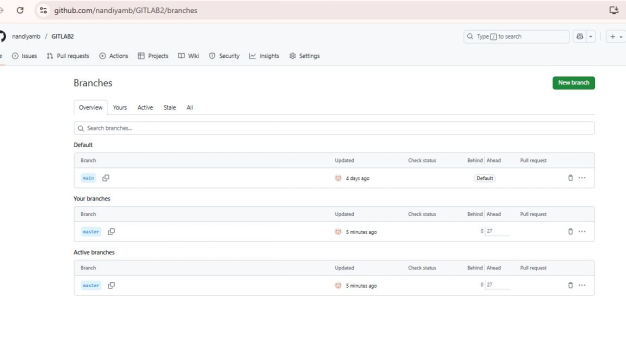 github.com/nandiyamb/GITLAB2/branches
nandiyamb / GITLAB2
Type / to search
Issues Pull requests Actions Projects Wiki Security Insights Settings
Branches
New branch
Overview Yours Active Stale All
Search branches...
Default
Branch Updated Check status Behind Ahead Pull request
main 4 days ago Default
Your branches
Branch Updated Check status Behind Ahead Pull request
master 5 minutes ago 0 27
Active branches
Branch Updated Check status Behind Ahead Pull request
master 5 minutes ago 0 27